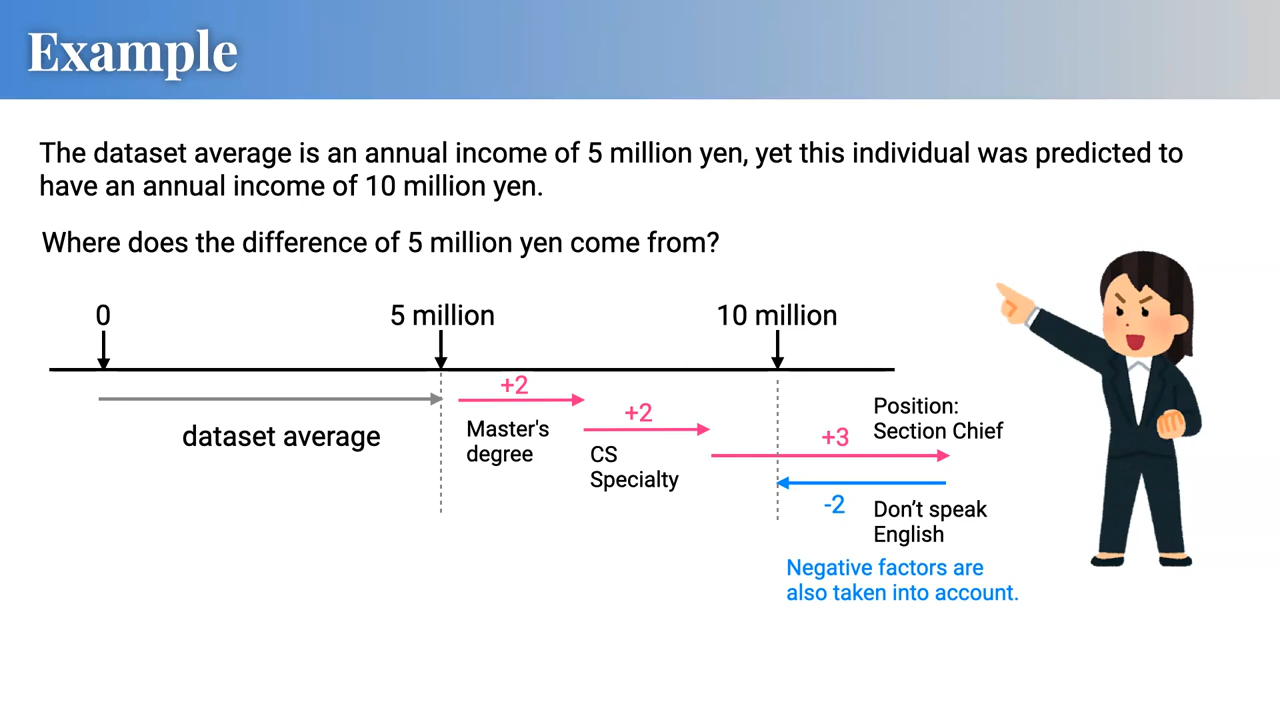 Example
The dataset average is an annual income of 5 million yen, yet this individual was predicted to
have an annual income of 10 million yen.
Where does the difference of 5 million yen come from?
0
5 million
10 million
dataset average
+2
Master's
degree
+2
CS
Specialty
+3
Position:
Section Chief
-2
Don’t speak
English
Negative factors are
also taken into account.